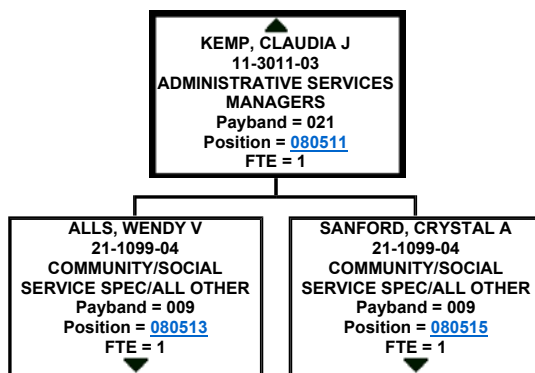 KEMP, CLAUDIA J
11-3011-03
ADMINISTRATIVE SERVICES
MANAGERS
Payband = 021
Position = 080511
FTE = 1
ALLS, WENDY V
21-1099-04
COMMUNITY/SOCIAL
SERVICE SPEC/ALL OTHER
Payband = 009
Position = 080513
FTE = 1
SANFORD, CRYSTAL A
21-1099-04
COMMUNITY/SOCIAL
SERVICE SPEC/ALL OTHER
Payband = 009
Position = 080515
FTE = 1